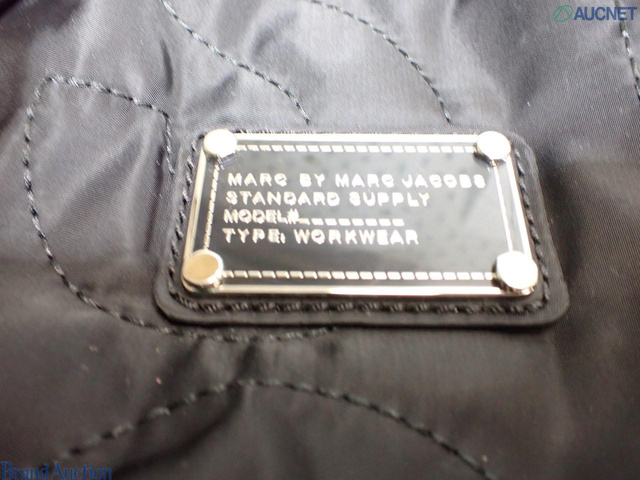 AUCNET
MARC BY MARC JACOBS
STANDARD SUPPLY
MODEL#_ _ _ _ _ _ _ _ _
TYPE: WORKWEAR
Brand Auction